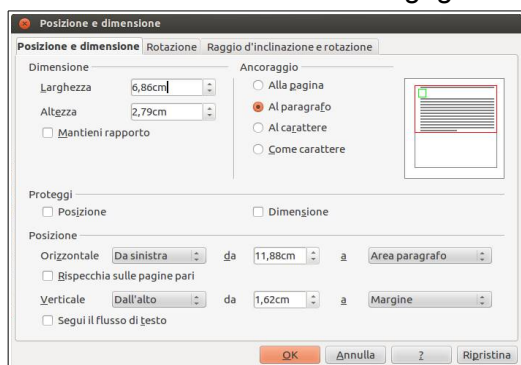 Posizione e dimensione
Posizione e dimensione Rotazione Raggio d'inclinazione e rotazione
Dimensione
Larghezza 6,86cm
Altezza 2,79cm
Mantieni rapporto
Ancoraggio
Alla pagina
Al paragrafo
Al carattere
Come carattere
Proteggi
Posizione Dimensione
Posizione
Orizzontale Da sinistra da 11,88cm a Area paragrafo
Rispecchia sulle pagine pari
Verticale Dall'alto da 1,62cm a Margine
Segui il flusso di testo
OK Annulla ? Ripristina